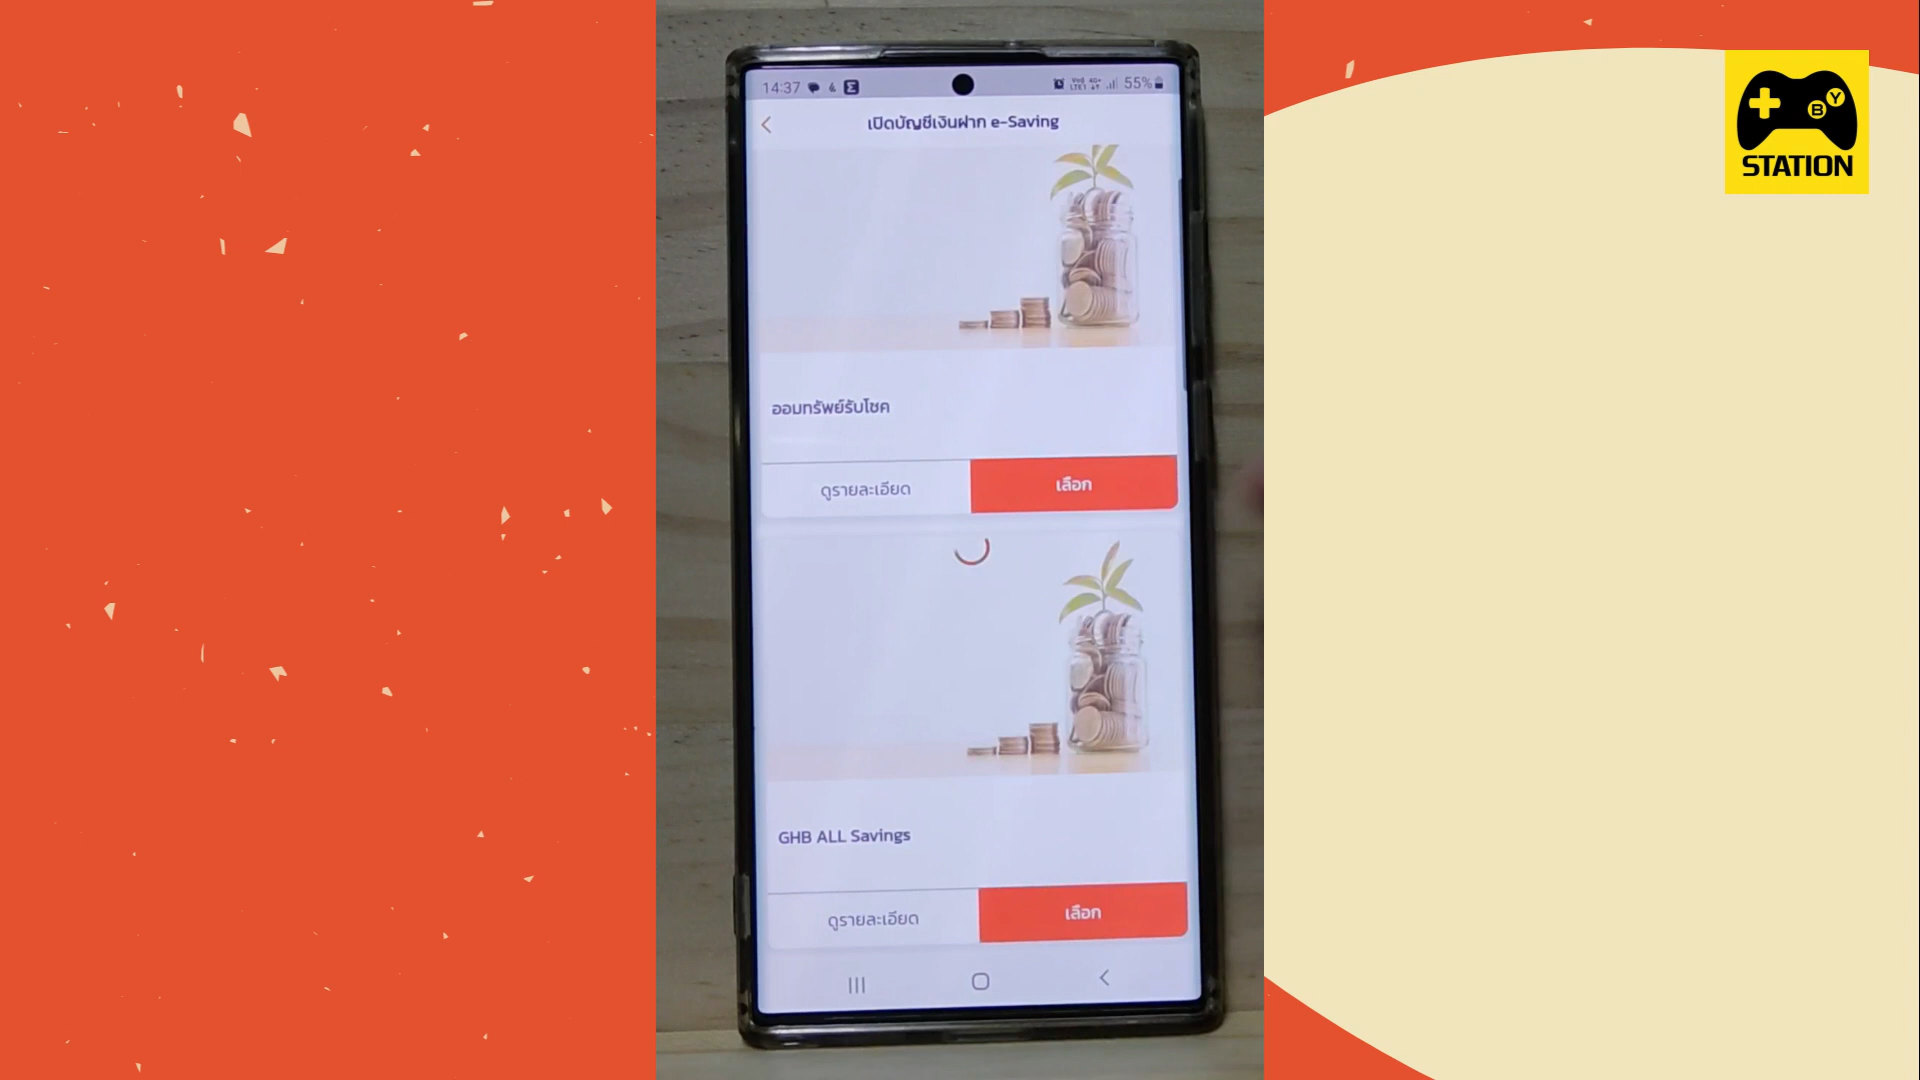 14:37
55%
เปิดบัญชีเงินฝาก e-Saving
ออมทรัพย์รับโชค
ดูรายละเอียด
เลือก
GHB ALL Savings
ดูรายละเอียด
เลือก
B Y
STATION